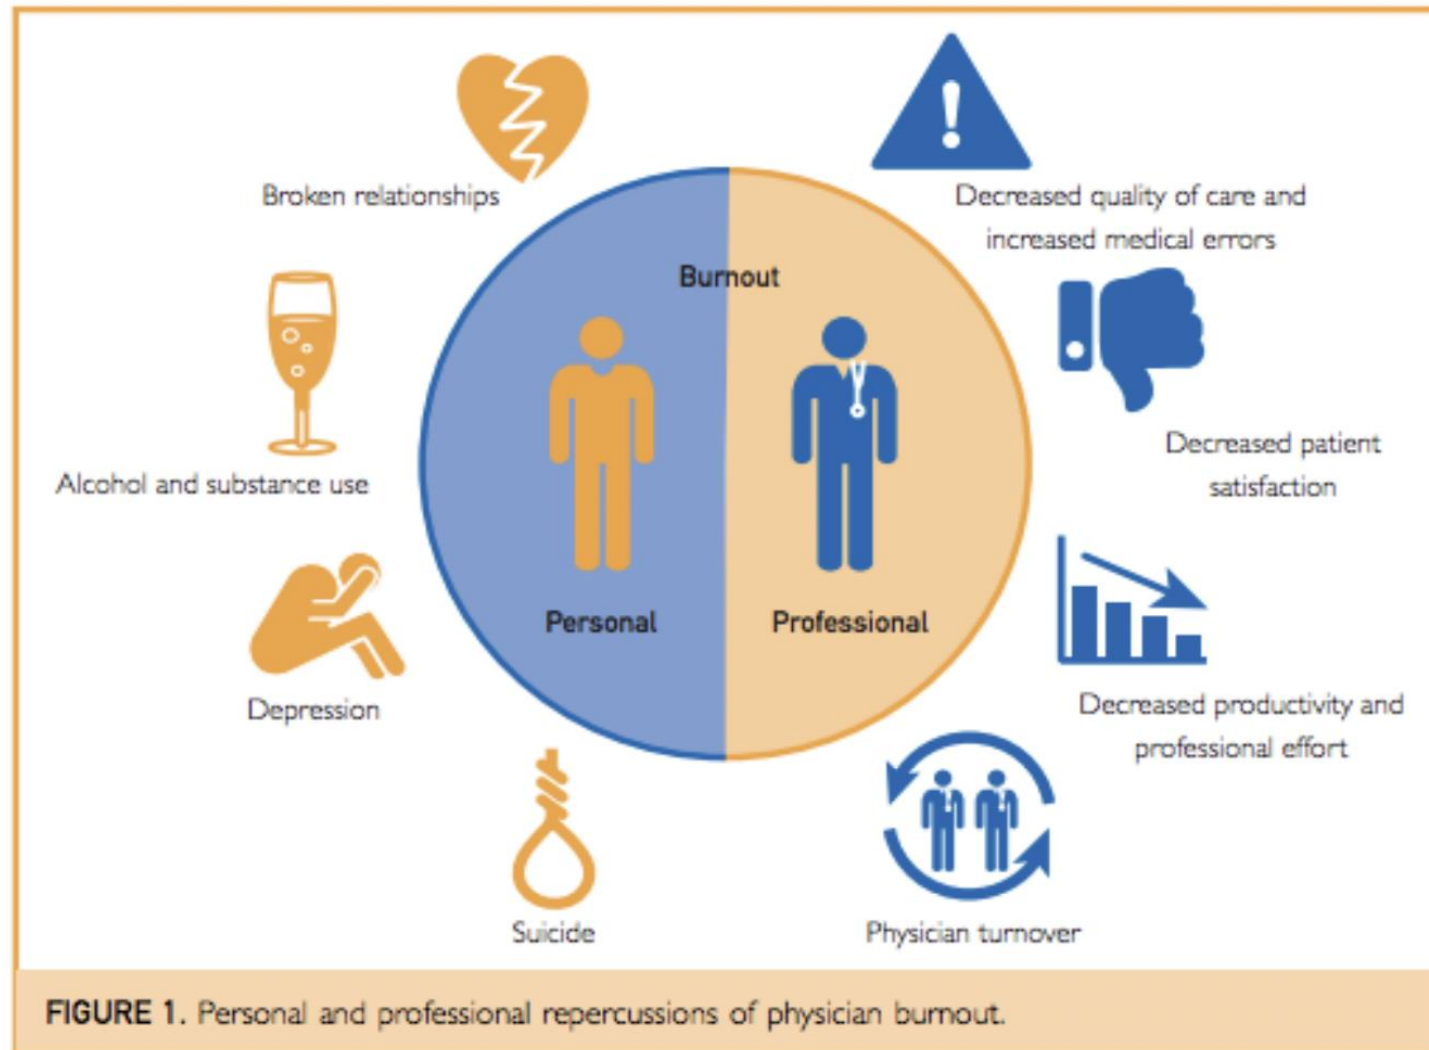 Broken relationships
Decreased quality of care and
increased medical errors
Burnout
Alcohol and substance use
Decreased patient
satisfaction
Personal
Professional
Depression
Decreased productivity and
professional effort
Suicide
Physician turnover
FIGURE 1. Personal and professional repercussions of physician burnout.